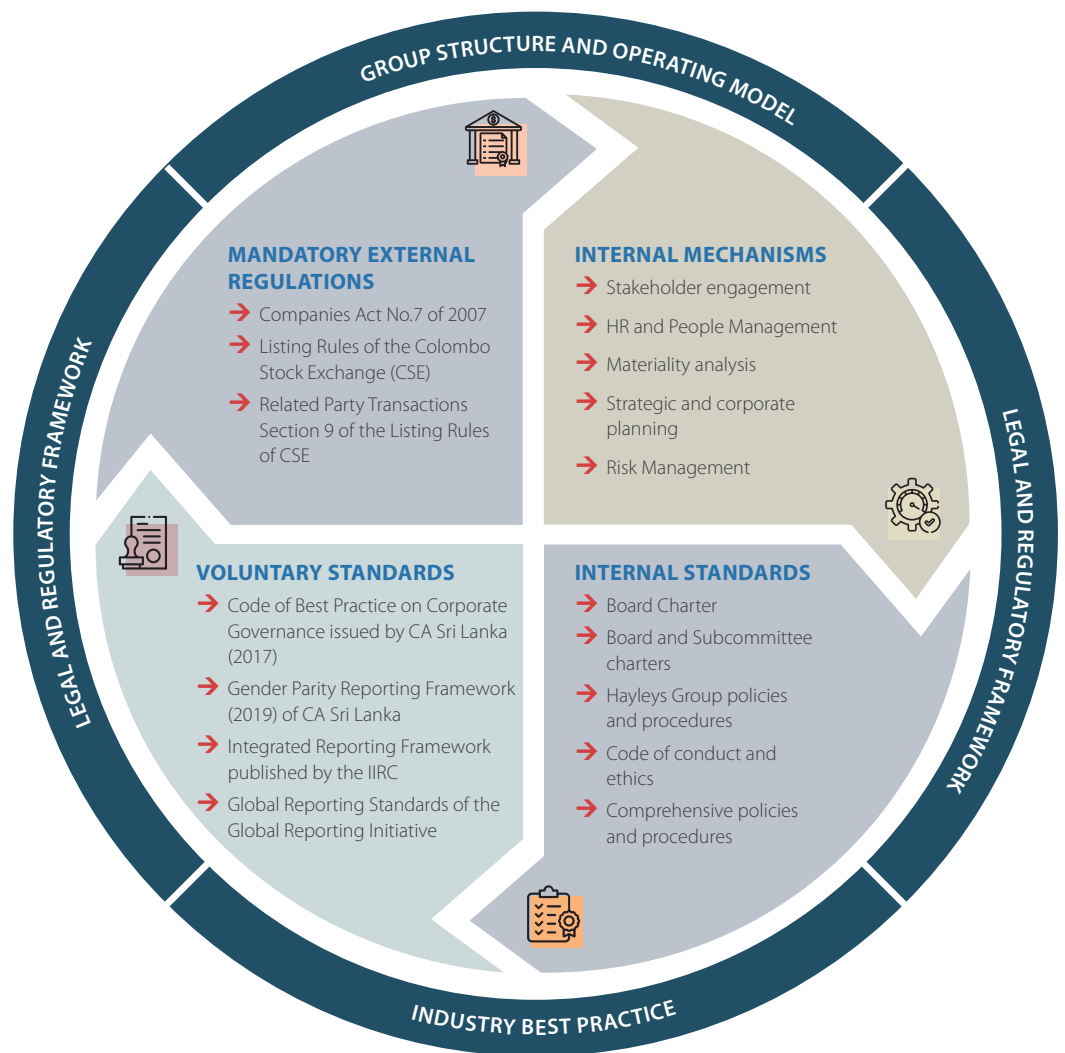 GROUP STRUCTURE AND OPERATING MODEL
LEGAL AND REGULATORY FRAMEWORK
MANDATORY EXTERNAL
REGULATIONS
Companies Act No.7 of 2007
Listing Rules of the Colombo
Stock Exchange (CSE)
Related Party Transactions
Section 9 of the Listing Rules
of CSE
INTERNAL MECHANISMS
Stakeholder engagement
HR and People Management
Materiality analysis
Strategic and corporate
planning
Risk Management
LEGAL AND REGULATORY FRAMEWORK
VOLUNTARY STANDARDS
Code of Best Practice on Corporate
Governance issued by CA Sri Lanka
(2017)
Gender Parity Reporting Framework
(2019) of CA Sri Lanka
Integrated Reporting Framework
published by the IIRC
Global Reporting Standards of the
Global Reporting Initiative
INTERNAL STANDARDS
Board Charter
Board and Subcommittee
charters
Hayleys Group policies
and procedures
Code of conduct and
ethics
Comprehensive policies
and procedures
INDUSTRY BEST PRACTICE